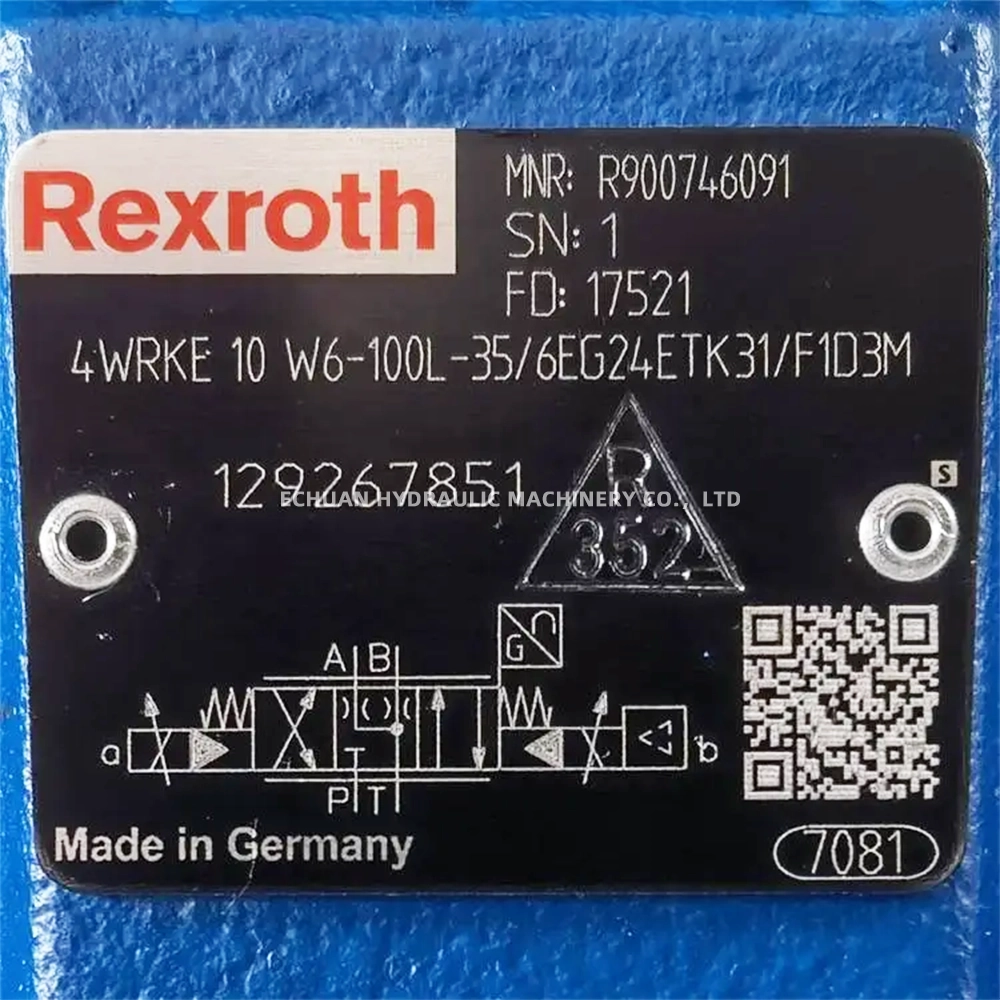 Rexroth
MNR: R900746091
SN: 1
FD: 17521
4WRKE 10 W6-100L-35/6EG24ETK31/F1D3M
129267851
ECHUAN HYDRAULIC MACHINERY CO., LTD
R
352
S
G
A B
a
T
b
P T
Made in Germany
7081